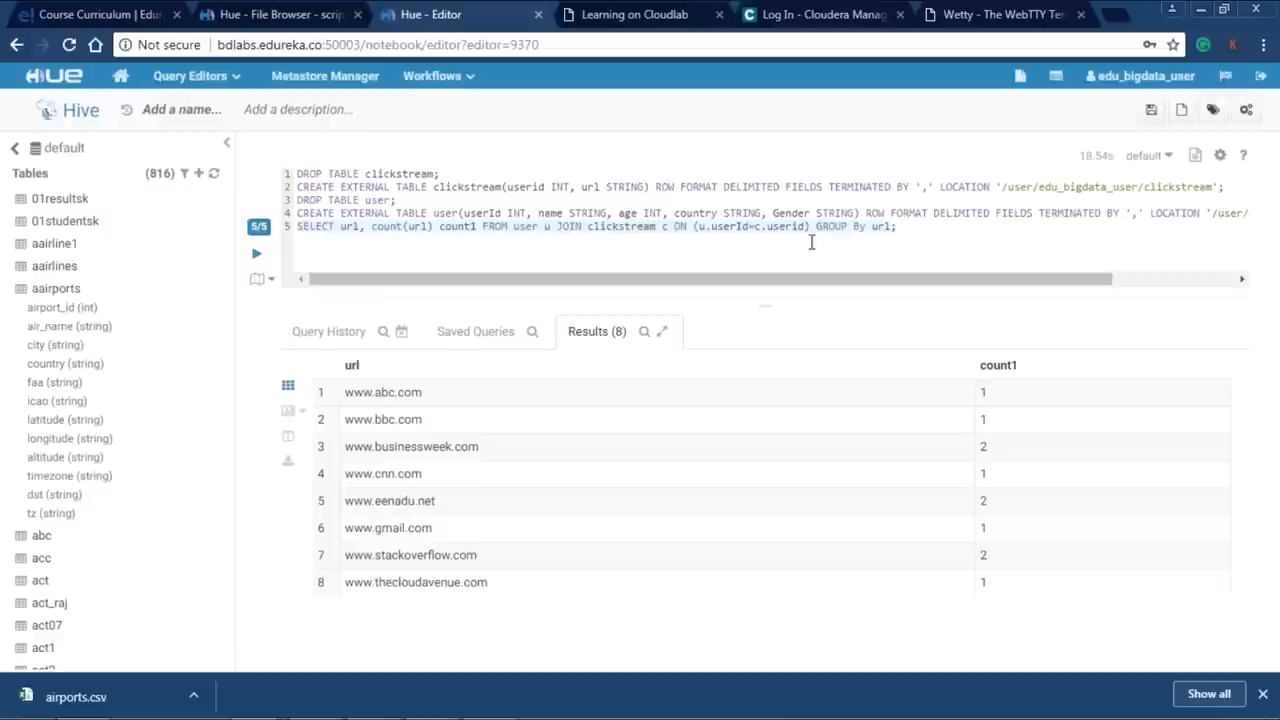 Course Curriculum | Edur
Hue - File Browser - scrip
Hue - Editor
Learning on Cloudlab
Log In - Cloudera Manag
Wetty - The WebTTY Ter
Not secure
bdlabs.edureka.co:50003/notebook/editor?editor=9370
HUE Query Editors Metastore Manager Workflows edu_bigdata_user
Hive Add a name... Add a description...
default
Tables (816)
01resultsk
01studentsk
aairline1
aairlines
aairports
airport_id (int)
air_name (string)
city (string)
country (string)
faa (string)
icao (string)
latitude (string)
longitude (string)
altitude (string)
timezone (string)
dst (string)
tz (string)
abc
acc
act
act_raj
act07
act1
18.54s default ?
1 DROP TABLE clickstream;
2 CREATE EXTERNAL TABLE clickstream(userid INT, url STRING) ROW FORMAT DELIMITED FIELDS TERMINATED BY ',' LOCATION '/user/edu_bigdata_user/clickstream';
3 DROP TABLE user;
4 CREATE EXTERNAL TABLE user(userId INT, name STRING, age INT, country STRING, Gender STRING) ROW FORMAT DELIMITED FIELDS TERMINATED BY ',' LOCATION '/user/
5/5
5 SELECT url, count(url) count1 FROM user u JOIN clickstream c ON (u.userId=c.userid) GROUP By url;
Query History Saved Queries Results (8)
url count1
1 www.abc.com 1
2 www.bbc.com 1
3 www.businessweek.com 2
4 www.cnn.com 1
5 www.eenadu.net 2
6 www.gmail.com 1
7 www.stackoverflow.com 2
8 www.thecloudavenue.com 1
airports.csv
Show all